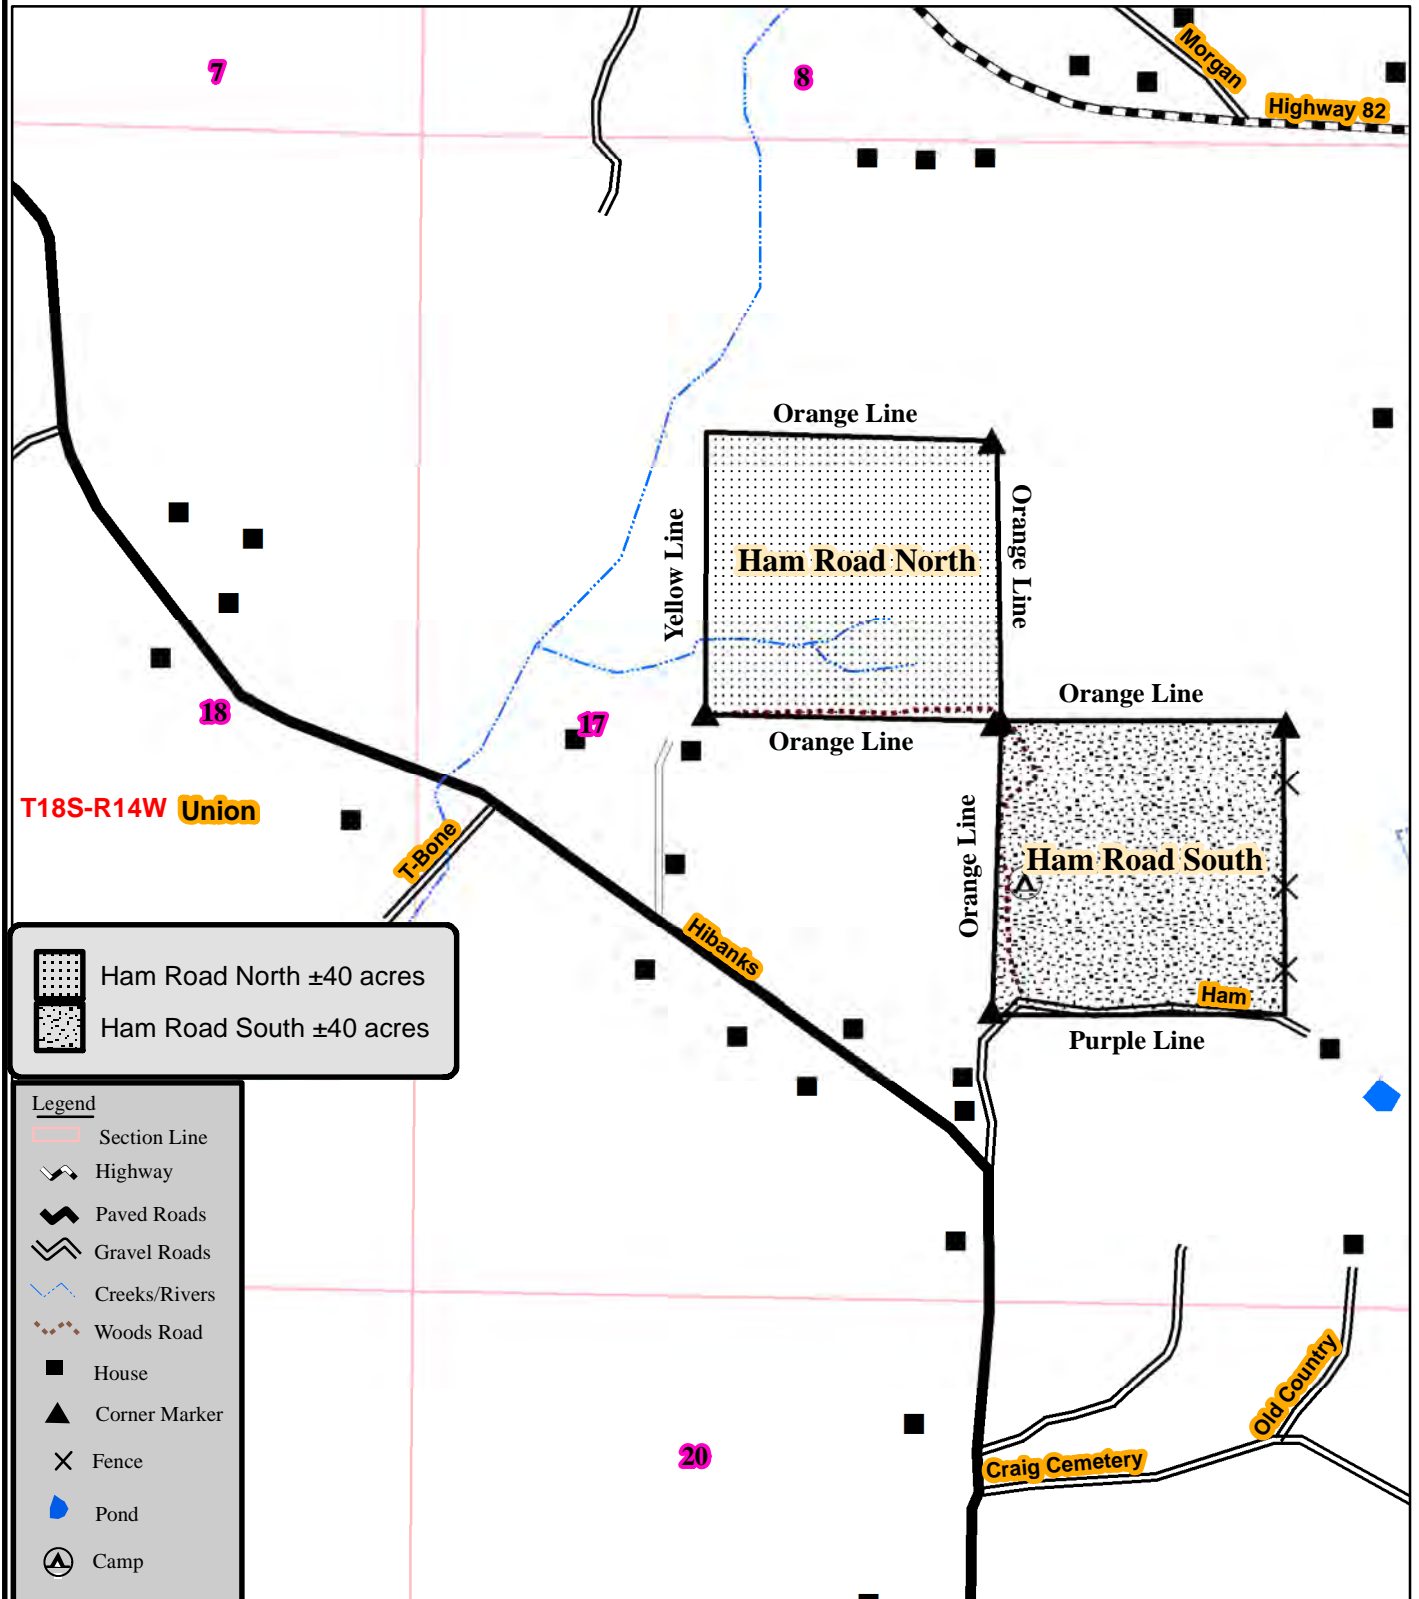 7
8
Morgan
Highway 82
Orange Line
Yellow Line
Orange Line
Ham Road North
18
17
Orange Line
Orange Line
T18S-R14W Union
T-Bone
Orange Line
Ham Road South
Hibanks
Ham
Purple Line
Ham Road North ±40 acres
Ham Road South ±40 acres
Legend
Section Line
Highway
Paved Roads
Gravel Roads
Creeks/Rivers
Woods Road
House
Corner Marker
Fence
Pond
Camp
Old Country
Craig Cemetery
20